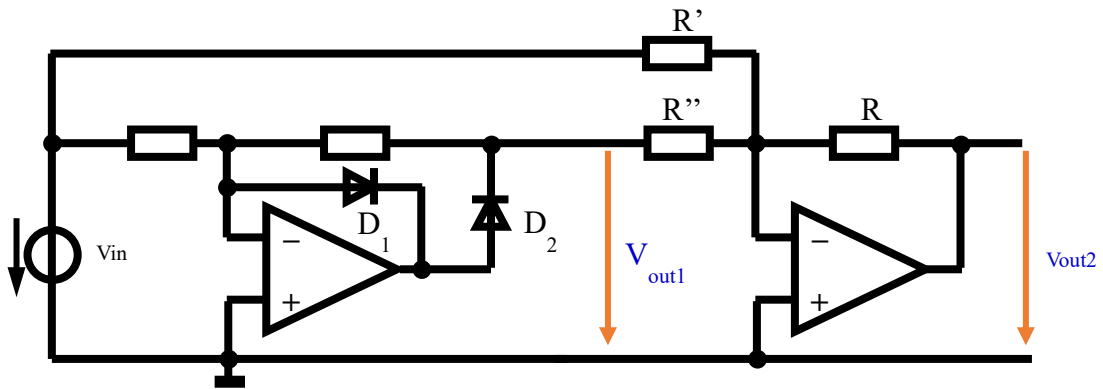 R’
R’’
R
D1
D2
Vin
Vout1
Vout2
−
+
−
+